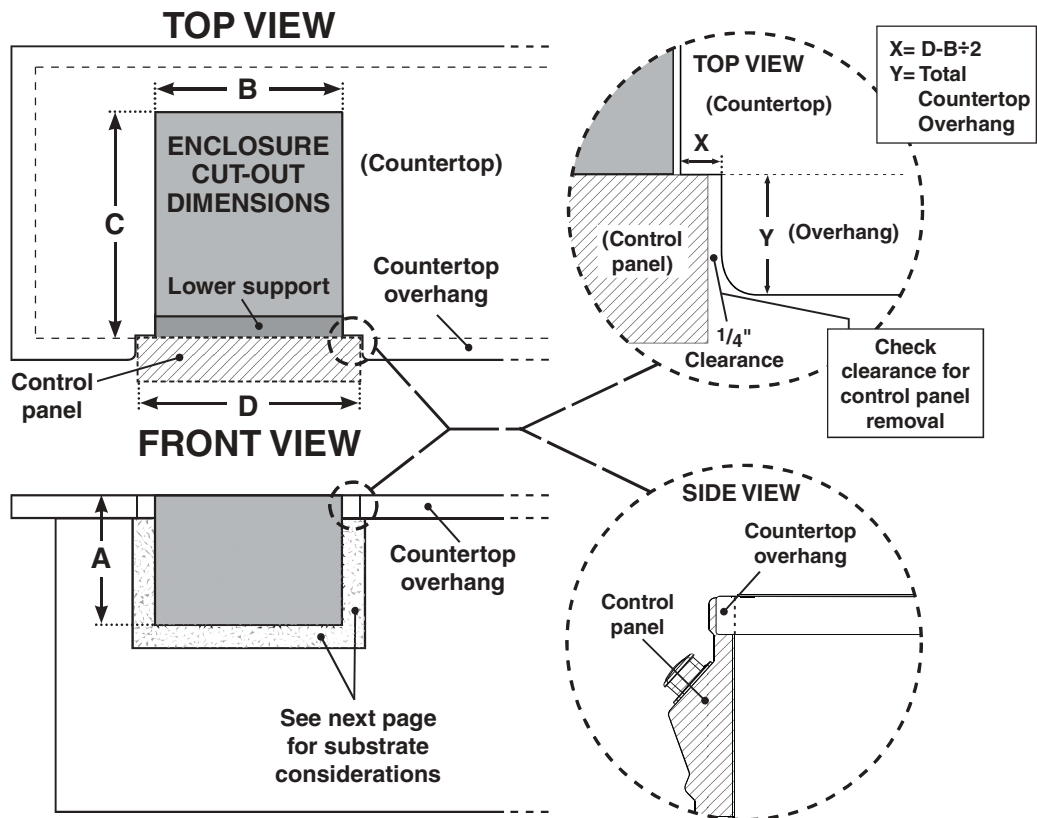 TOP VIEW
B
ENCLOSURE
CUT-OUT
DIMENSIONS
(Countertop)
C
Lower support
Countertop
overhang
Control
panel
D
TOP VIEW
(Countertop)
X
(Control
panel)
Y
(Overhang)
1/4"
Clearance
X= D-B÷2
Y= Total
Countertop
Overhang
Check
clearance for
control panel
removal
FRONT VIEW
A
Countertop
overhang
See next page
for substrate
considerations
SIDE VIEW
Countertop
overhang
Control
panel